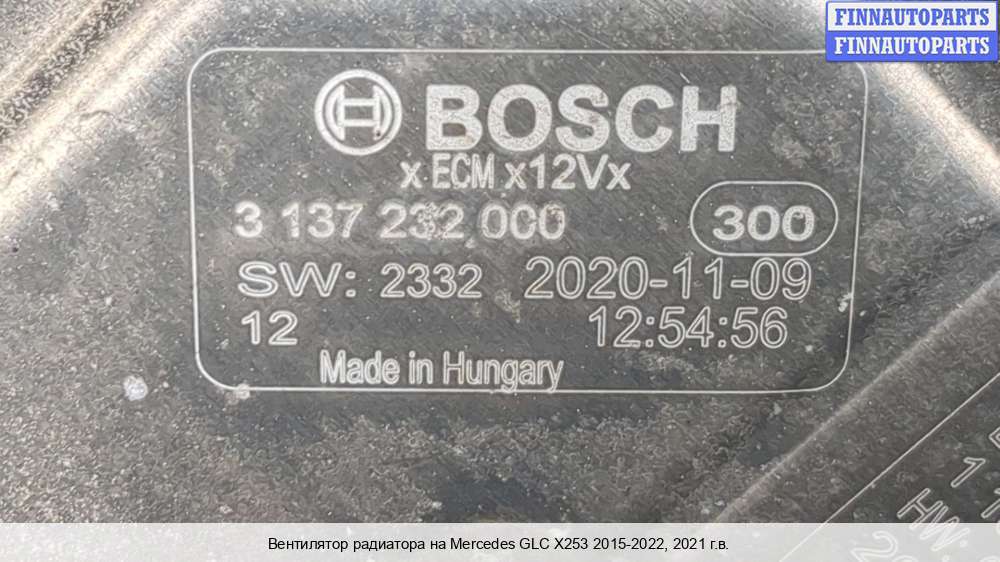 FINNAUTOPARTS
FINNAUTOPARTS
BOSCH
x ECM x12Vx
3 137 232 000
300
SW: 2332 2020-11-09
12 12:54:56
Made in Hungary
HW:
Вентилятор радиатора на Mercedes GLC X253 2015-2022, 2021 г.в.